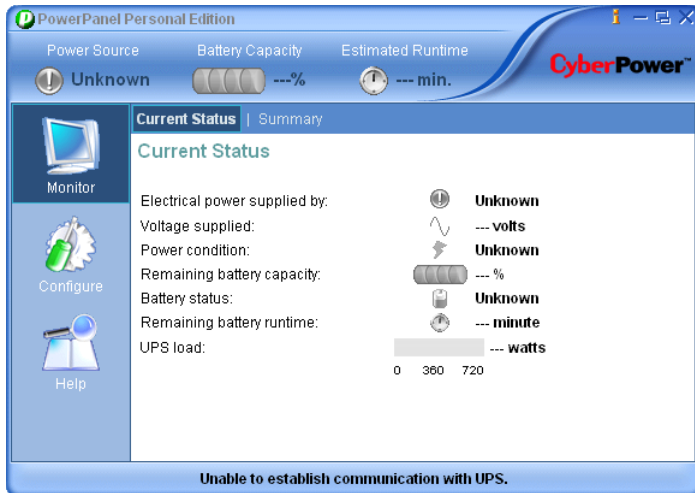 PowerPanel Personal Edition
Power Source Battery Capacity Estimated Runtime
Unknown ---% --- min.
CyberPower™
Current Status | Summary
Current Status
Monitor
Configure
Help
Electrical power supplied by: Unknown
Voltage supplied: --- volts
Power condition: Unknown
Remaining battery capacity: --- %
Battery status: Unknown
Remaining battery runtime: --- minute
UPS load: --- watts
0 360 720
Unable to establish communication with UPS.